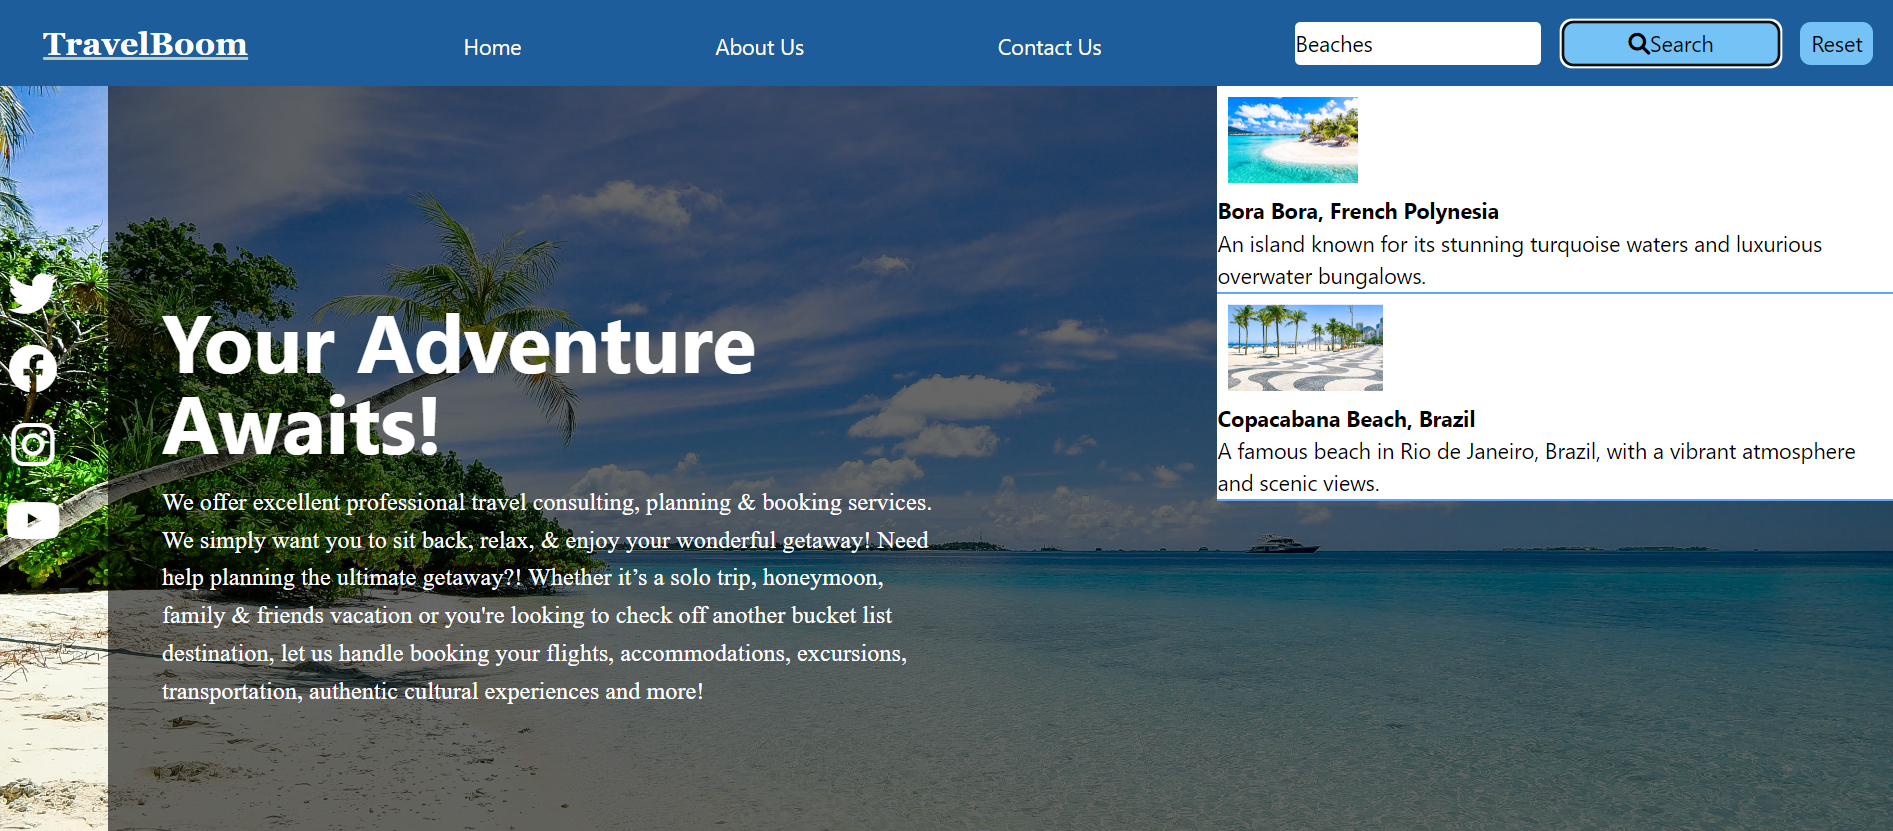 TravelBoom
Home
About Us
Contact Us
Beaches
Search
Reset
Bora Bora, French Polynesia
An island known for its stunning turquoise waters and luxurious
overwater bungalows.
Copacabana Beach, Brazil
A famous beach in Rio de Janeiro, Brazil, with a vibrant atmosphere
and scenic views.
Your Adventure
Awaits!
We offer excellent professional travel consulting, planning & booking services.
We simply want you to sit back, relax, & enjoy your wonderful getaway! Need
help planning the ultimate getaway?! Whether it’s a solo trip, honeymoon,
family & friends vacation or you're looking to check off another bucket list
destination, let us handle booking your flights, accommodations, excursions,
transportation, authentic cultural experiences and more!